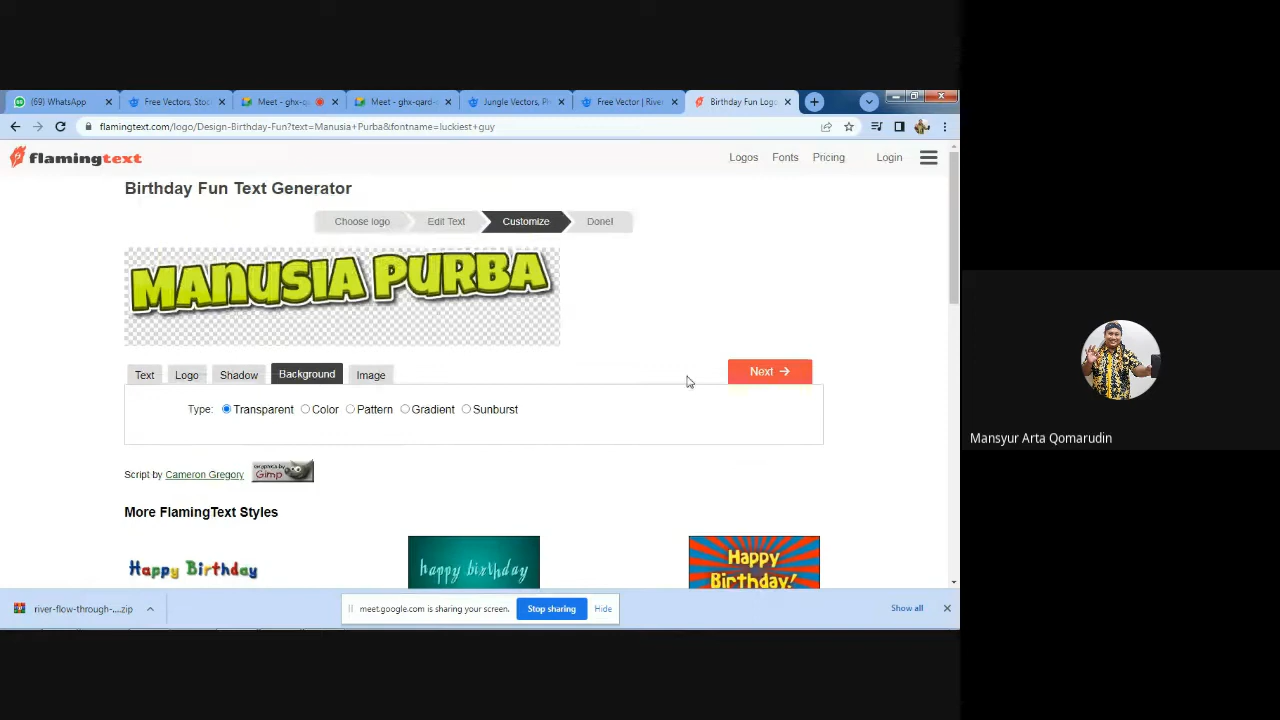 (69) WhatsApp
Free Vectors, Stoc
Meet - ghx-q
Meet - ghx-qard-
Jungle Vectors, Ph
Free Vector | River
Birthday Fun Logo
flamingtext.com/logo/Design-Birthday-Fun?text=Manusia+Purba&fontname=luckiest+guy
flamingtext
Logos
Fonts
Pricing
Login
Birthday Fun Text Generator
Choose logo
Edit Text
Customize
Done!
MANUSIA PURBA
Text
Logo
Shadow
Background
Image
Next
Type:
Transparent
Color
Pattern
Gradient
Sunburst
Script by Cameron Gregory
Gimp
More FlamingText Styles
Happy Birthday
happy birthday
Happy
Birthday!
river-flow-through-....zip
meet.google.com is sharing your screen.
Stop sharing
Hide
Show all
Mansyur Arta Qomarudin